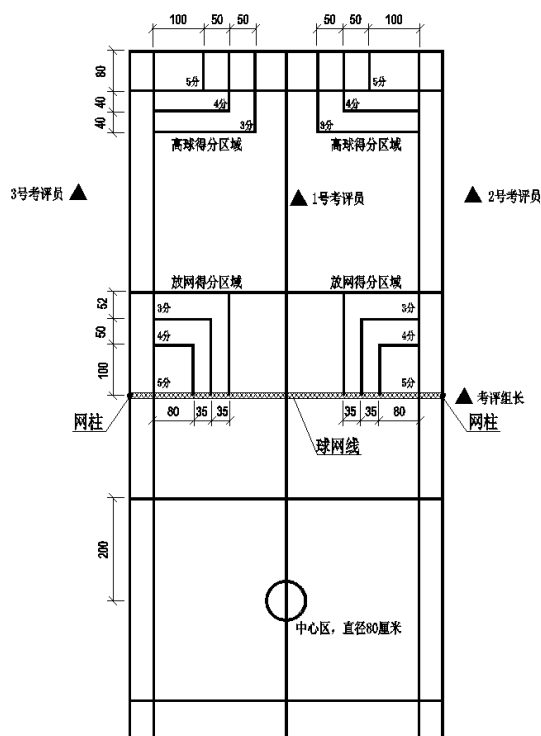 100 50 50 50 50 100
80
5分 5分
40
4分 4分
40
3分 3分
高球得分区域 高球得分区域
3号考评员 1号考评员 2号考评员
放网得分区域 放网得分区域
52
3分 3分
50
4分 4分
100
5分 5分
考评组长
80 35 35 35 35 80
网柱 网柱
球网线
200
中心区，直径80厘米